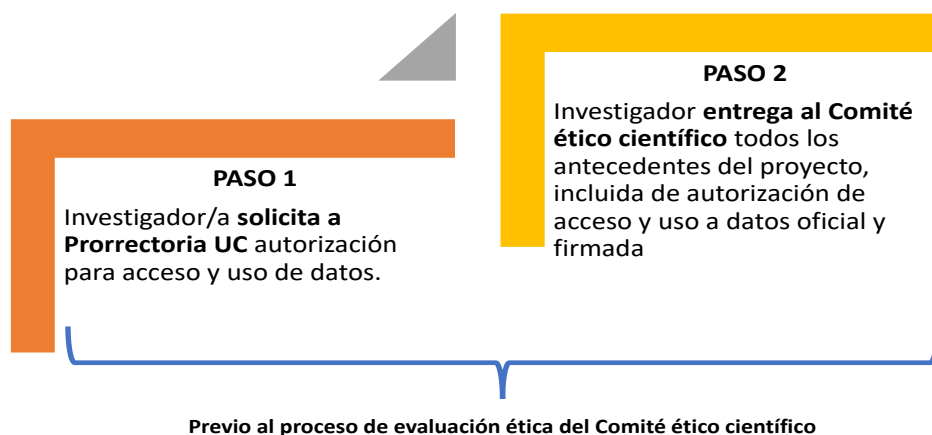 PASO 1
Investigador/a solicita a
Prorrectoria UC autorización
para acceso y uso de datos.
PASO 2
Investigador entrega al Comité
ético científico todos los
antecedentes del proyecto,
incluida de autorización de
acceso y uso a datos oficial y
firmada
Previo al proceso de evaluación ética del Comité ético científico